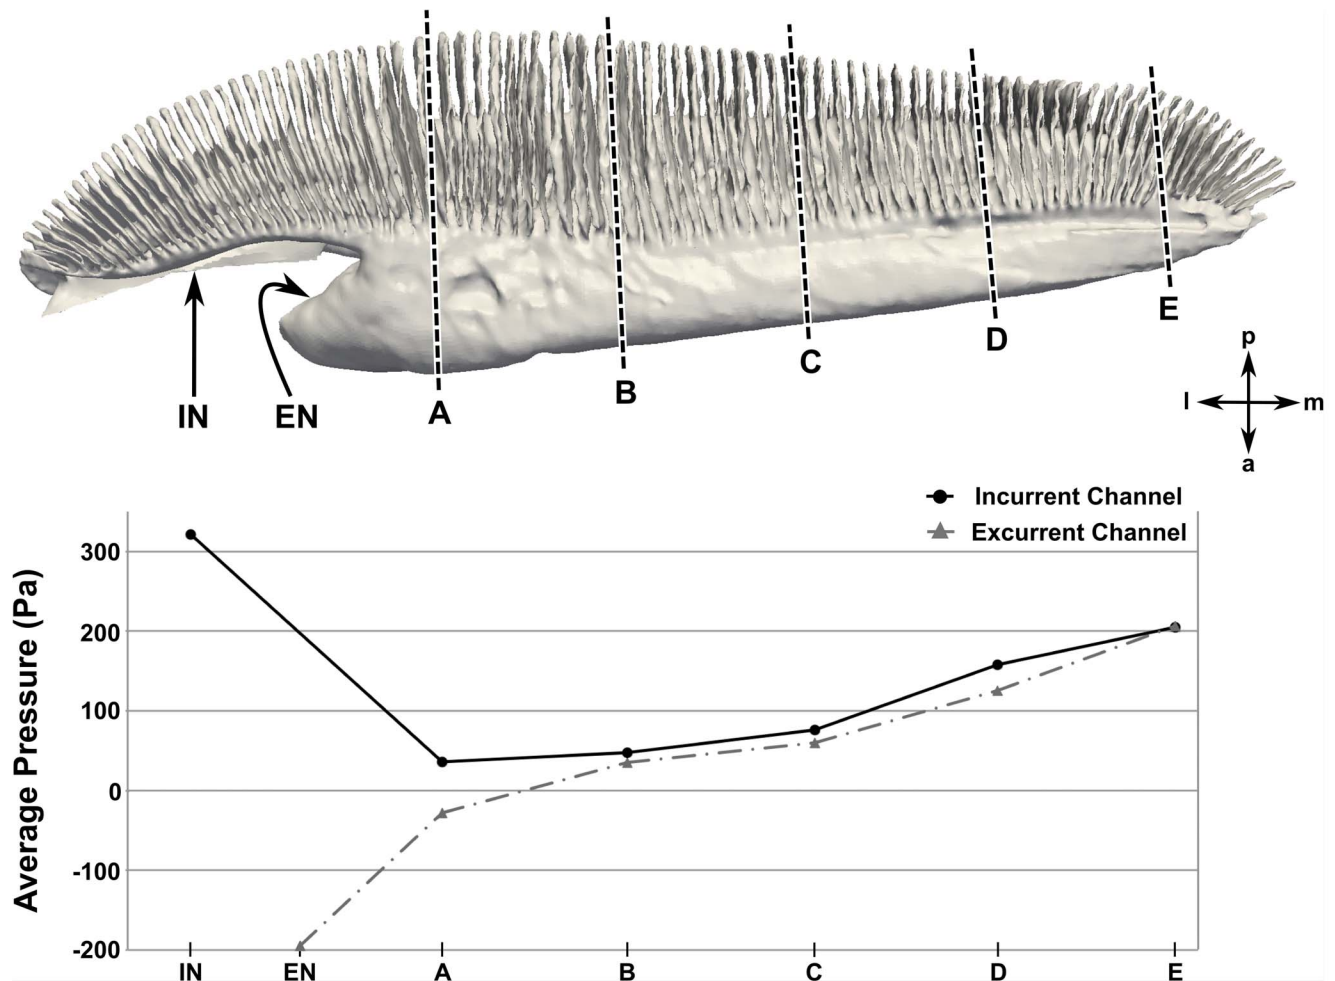 E
D
C
B
A
IN
EN
p
l
m
a
Incurrent Channel
Excurrent Channel
Average Pressure (Pa)
300
200
100
0
-100
-200
IN
EN
A
B
C
D
E